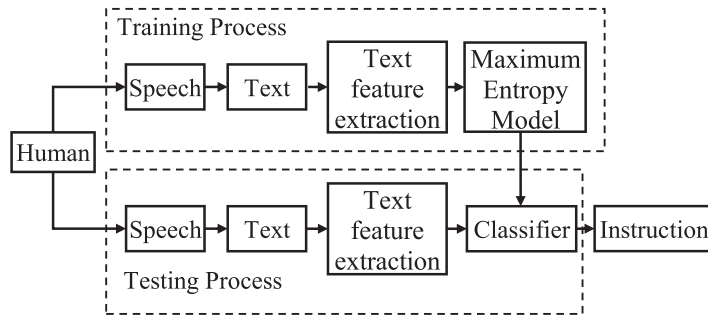 Training Process
Speech
Text
Text
feature
extraction
Maximum
Entropy
Model
Human
Speech
Text
Text
feature
extraction
Classifier
Instruction
Testing Process